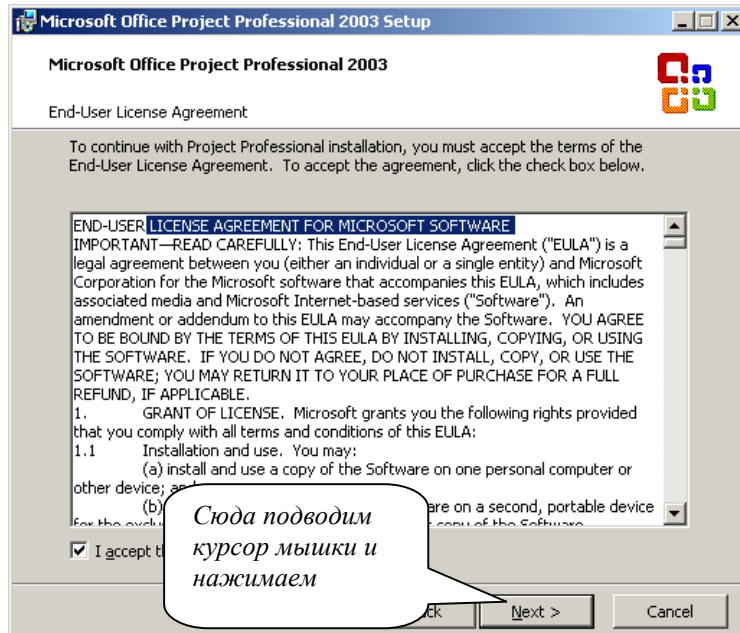 Microsoft Office Project Professional 2003 Setup
Microsoft Office Project Professional 2003
End-User License Agreement
To continue with Project Professional installation, you must accept the terms of the
End-User License Agreement. To accept the agreement, click the check box below.
END-USER LICENSE AGREEMENT FOR MICROSOFT SOFTWARE
IMPORTANT—READ CAREFULLY: This End-User License Agreement ("EULA") is a
legal agreement between you (either an individual or a single entity) and Microsoft
Corporation for the Microsoft software that accompanies this EULA, which includes
associated media and Microsoft Internet-based services ("Software"). An
amendment or addendum to this EULA may accompany the Software. YOU AGREE
TO BE BOUND BY THE TERMS OF THIS EULA BY INSTALLING, COPYING, OR USING
THE SOFTWARE. IF YOU DO NOT AGREE, DO NOT INSTALL, COPY, OR USE THE
SOFTWARE; YOU MAY RETURN IT TO YOUR PLACE OF PURCHASE FOR A FULL
REFUND, IF APPLICABLE.
1. GRANT OF LICENSE. Microsoft grants you the following rights provided
that you comply with all terms and conditions of this EULA:
1.1 Installation and use. You may:
(a) install and use a copy of the Software on one personal computer or
other device; and
(b) are on a second, portable device
for the copy of the Software
I accept
Сюда подводим
курсор мышки и
нажимаем
Next >
Cancel